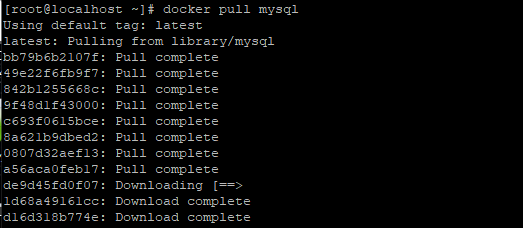 [root@localhost ~]# docker pull mysql
Using default tag: latest
latest: Pulling from library/mysql
bb79b6b2107f: Pull complete
49e22f6fb9f7: Pull complete
842b1255668c: Pull complete
9f48d1f43000: Pull complete
c693f0615bce: Pull complete
8a621b9dbed2: Pull complete
0807d32aef13: Pull complete
a56aca0feb17: Pull complete
de9d45fd0f07: Downloading [==>
1d68a49161cc: Download complete
d16d318b774e: Download complete